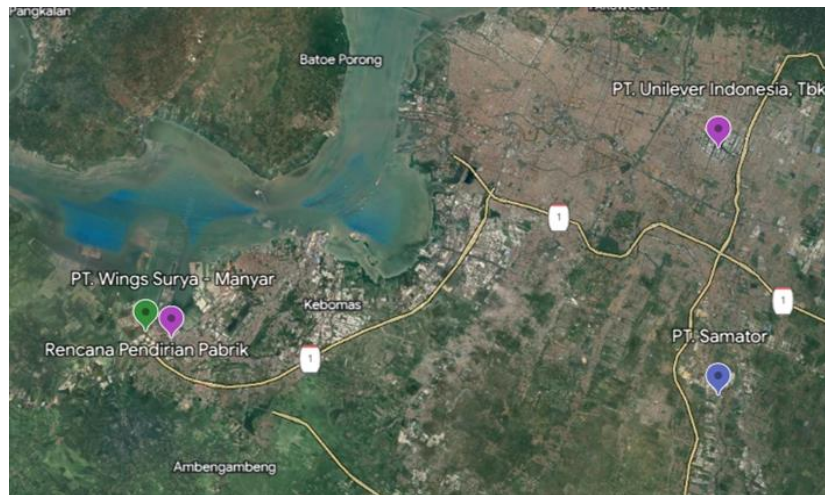 Pangkalan
Batoe Porong
PT. Unilever Indonesia, Tbk
1
PT. Wings Surya - Manyar
Kebomas
1
Rencana Pendirian Pabrik
1
PT. Samator
Ambengambeng